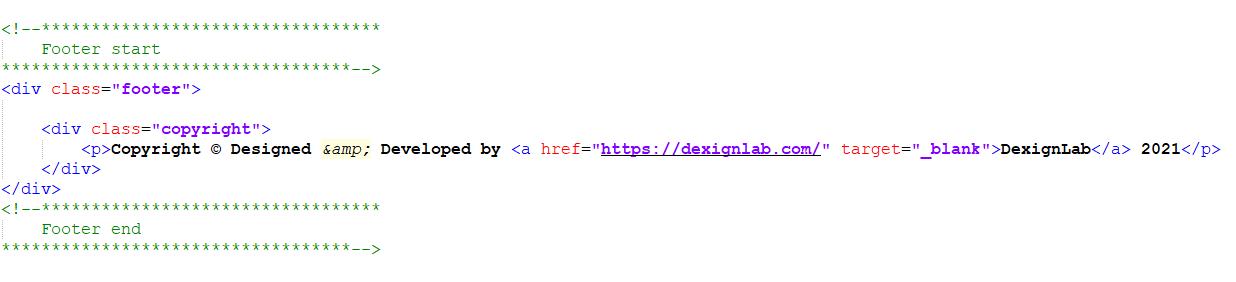 <!--**********************************
    Footer start
***********************************-->
<div class="footer">
    <div class="copyright">
        <p>Copyright © Designed &amp; Developed by <a href="https://dexignlab.com/" target="_blank">DexignLab</a> 2021</p>
    </div>
</div>
<!--**********************************
    Footer end
***********************************-->